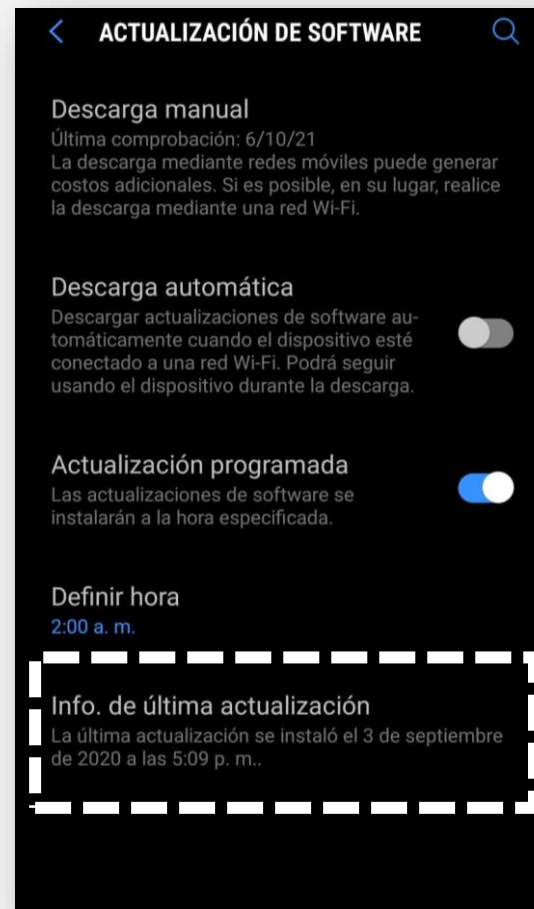 ACTUALIZACIÓN DE SOFTWARE
Descarga manual
Última comprobación: 6/10/21
La descarga mediante redes móviles puede generar
costos adicionales. Si es posible, en su lugar, realice
la descarga mediante una red Wi-Fi.
Descarga automática
Descargar actualizaciones de software au-
tomáticamente cuando el dispositivo esté
conectado a una red Wi-Fi. Podrá seguir
usando el dispositivo durante la descarga.
Actualización programada
Las actualizaciones de software se
instalarán a la hora especificada.
Definir hora
2:00 a. m.
Info. de última actualización
La última actualización se instaló el 3 de septiembre
de 2020 a las 5:09 p. m..